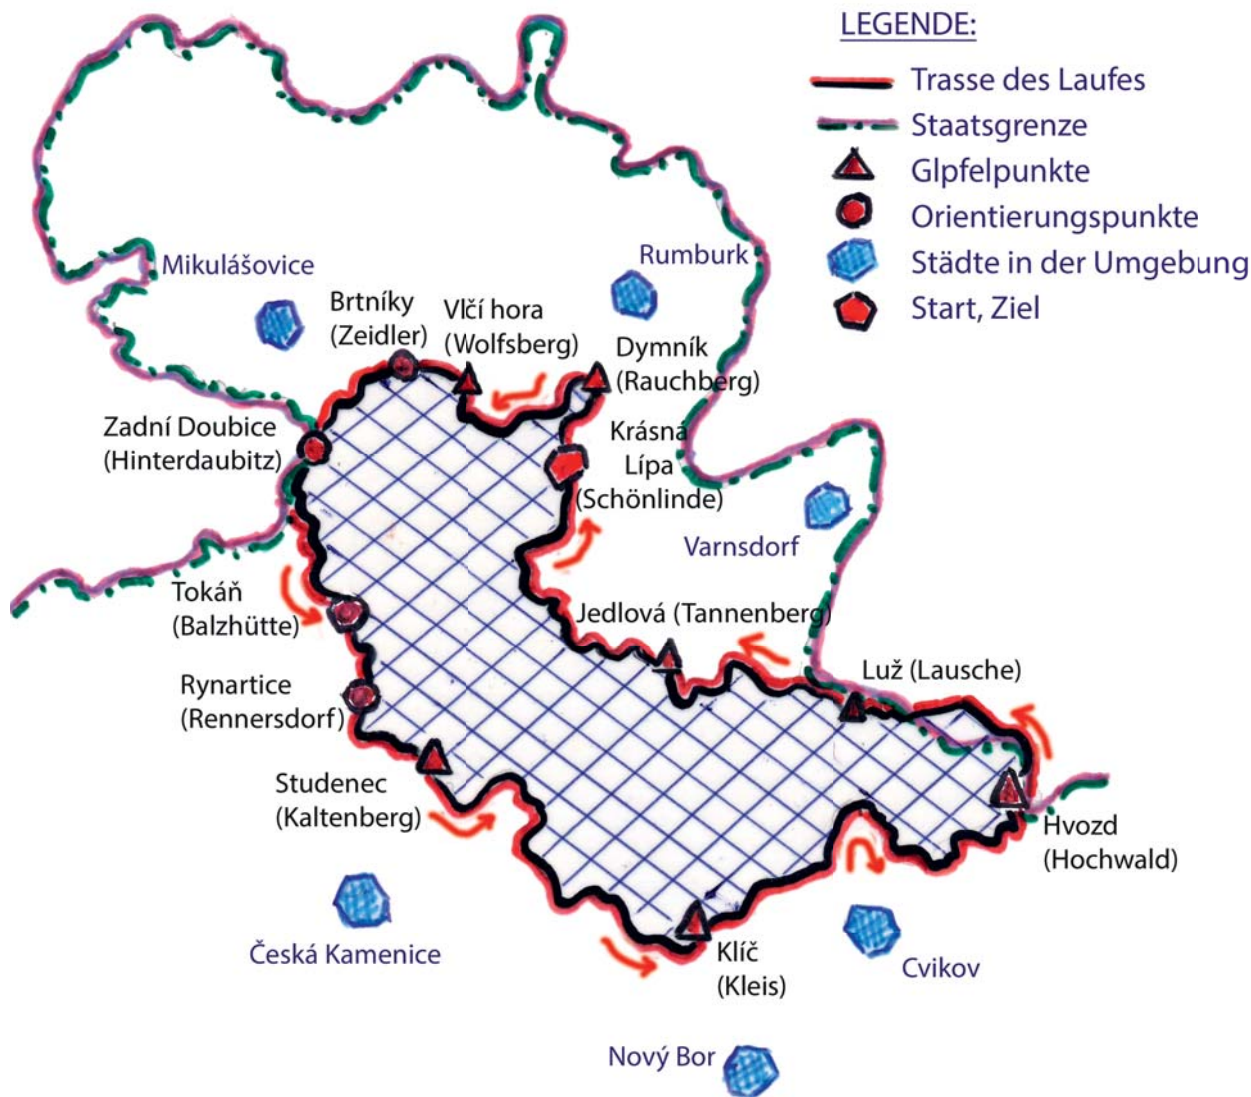 LEGENDE:
Trasse des Laufes
Staatsgrenze
Glpfelpunkte
Orientierungspunkte
Städte in der Umgebung
Start, Ziel
Mikulášovice
Rumburk
Brtníky
(Zeidler)
Vlčí hora
(Wolfsberg)
Dymník
(Rauchberg)
Zadní Doubice
(Hinterdaubitz)
Krásná
Lípa
(Schönlinde)
Varnsdorf
Tokáň
(Balzhütte)
Jedlová (Tannenberg)
Rynartice
(Rennersdorf)
Luž (Lausche)
Studenec
(Kaltenberg)
Hvozd
(Hochwald)
Česká Kamenice
Klíč
(Kleis)
Cvikov
Nový Bor